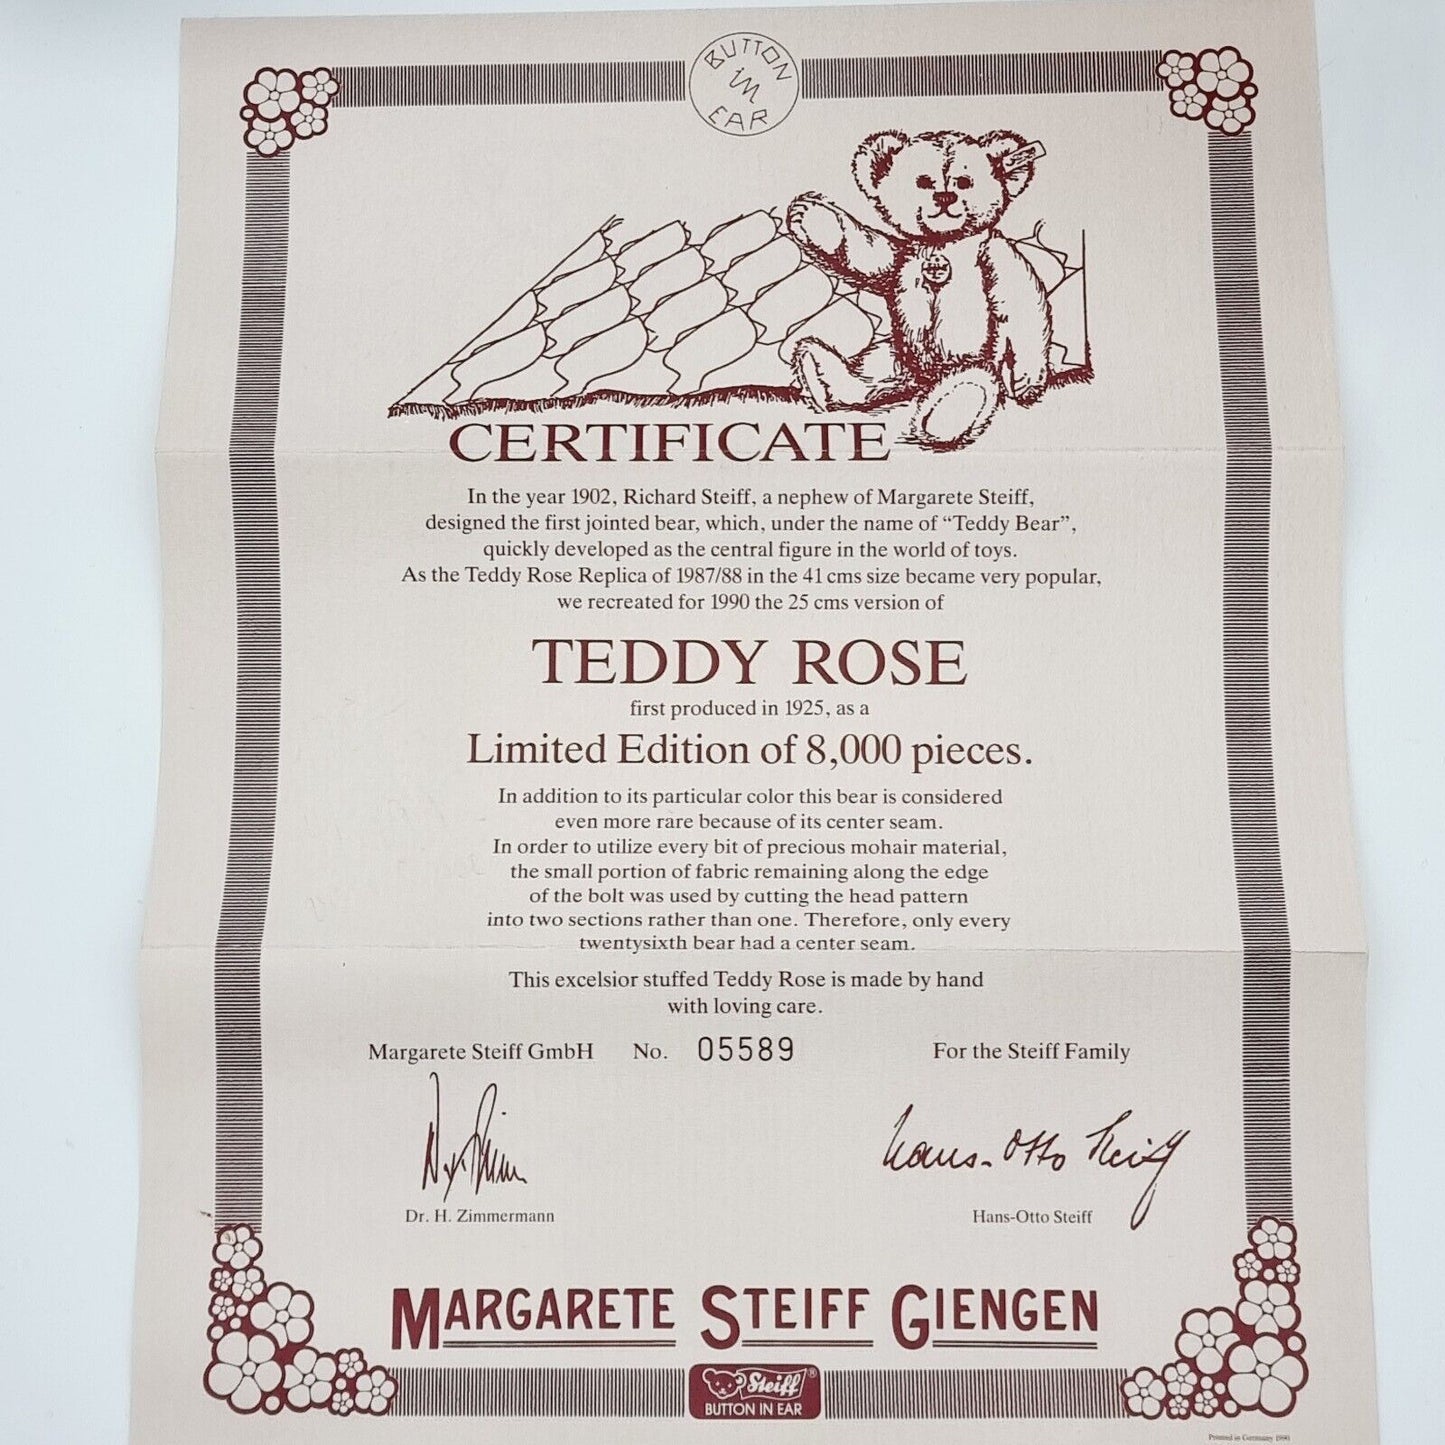 BUTTON
im
EAR
CERTIFICATE
In the year 1902, Richard Steiff, a nephew of Margarete Steiff,
designed the first jointed bear, which, under the name of “Teddy Bear”,
quickly developed as the central figure in the world of toys.
As the Teddy Rose Replica of 1987/88 in the 41 cms size became very popular,
we recreated for 1990 the 25 cms version of
TEDDY ROSE
first produced in 1925, as a
Limited Edition of 8,000 pieces.
In addition to its particular color this bear is considered
even more rare because of its center seam.
In order to utilize every bit of precious mohair material,
the small portion of fabric remaining along the edge
of the bolt was used by cutting the head pattern
into two sections rather than one. Therefore, only every
twentysixth bear had a center seam.
This excelsior stuffed Teddy Rose is made by hand
with loving care.
Margarete Steiff GmbH No. 05589 For the Steiff Family
Hans-Otto Steiff
Dr. H. Zimmermann Hans-Otto Steiff
MARGARETE STEIFF GIENGEN
Steiff®
BUTTON IN EAR
Printed in Germany 1990